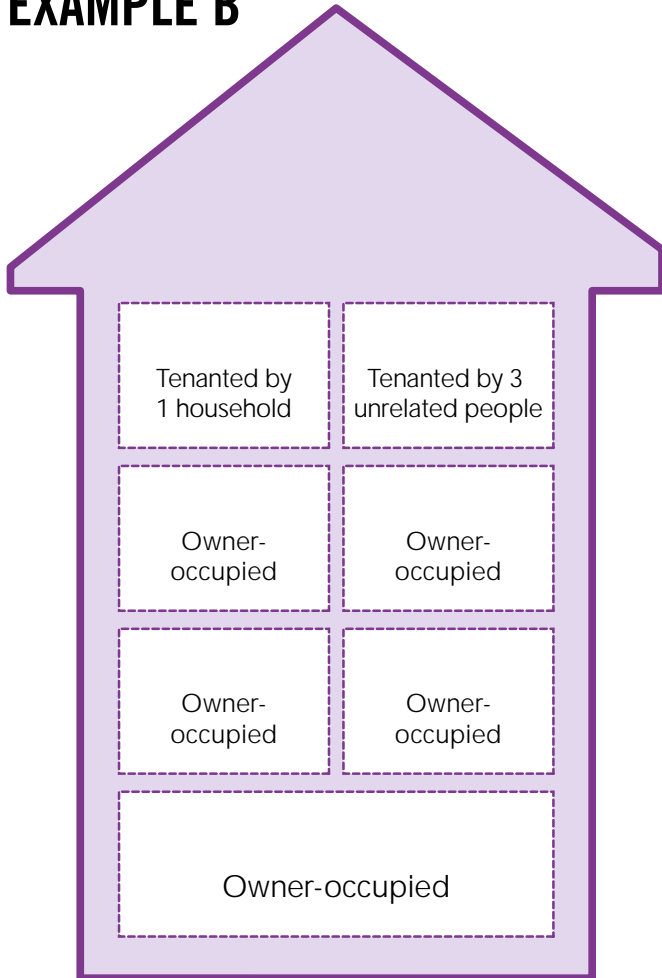 EXAMPLE B
Tenanted by
1 household
Tenanted by 3
unrelated people
Owner-
occupied
Owner-
occupied
Owner-
occupied
Owner-
occupied
Owner-occupied